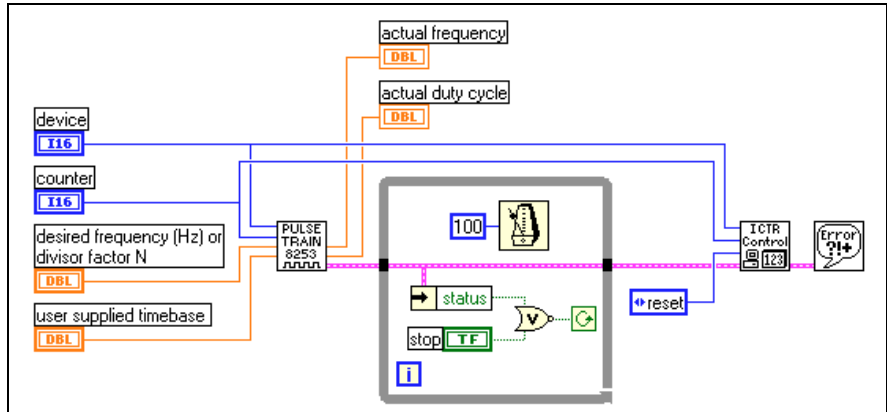 actual frequency
DBL
actual duty cycle
DBL
device
I16
counter
I16
desired frequency (Hz) or
divisor factor N
DBL
user supplied timebase
DBL
PULSE
TRAIN
8253
100
status
stop TF
V
i
ICTR
Control
123
reset
Error
?!+